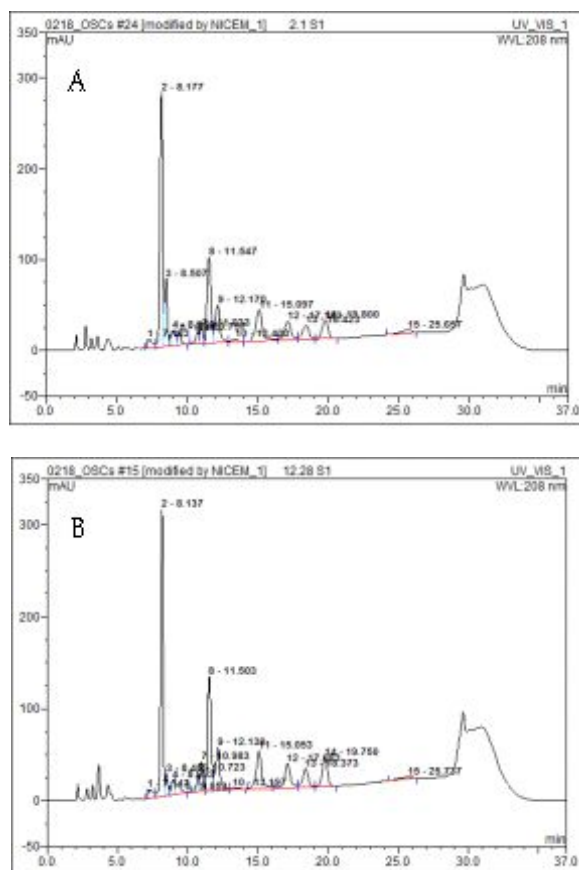 0218_OSCs #24 [modified by NICEM_1] 2.1 S1 UV_VIS_1
mAU WVL:208 nm
350
A
2 - 8.177
300
200
8 - 11.547
100
3 - 8.507
9 - 12.170
11 - 15.097
15 - 25.697
0
-50
min
0.0 5.0 10.0 15.0 20.0 25.0 30.0 37.0
0218_OSCs #15 [modified by NICEM_1] 12.28 S1 UV_VIS_1
mAU WVL:208 nm
350
B
2 - 8.137
300
200
8 - 11.503
100
9 - 12.139
11 - 15.053
14 - 19.750
15 - 25.737
0
-50
min
0.0 5.0 10.0 15.0 20.0 25.0 30.0 37.0